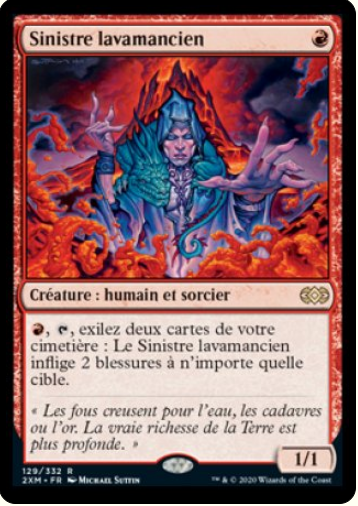 Sinistre lavamancien
Créature : humain et sorcier
, , exilez deux cartes de votre
cimetière : Le Sinistre lavamancien
inflige 2 blessures à n'importe quelle
cible.
« Les fous creusent pour l'eau, les cadavres
ou l'or. La vraie richesse de la Terre est
plus profonde. »
1/1
129/332 R
2XM • FR Michael Sutfin
™ & © 2020 Wizards of the Coast